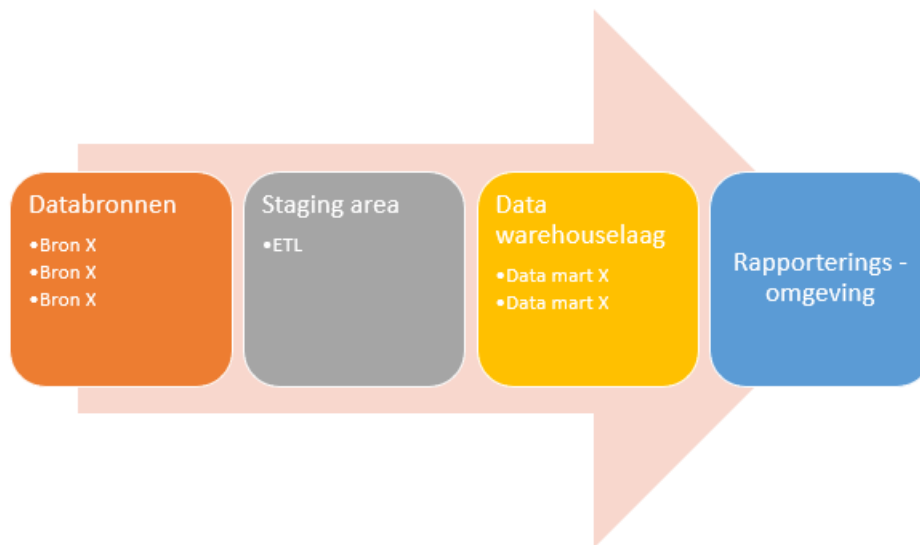 Databronnen
•Bron X
•Bron X
•Bron X
Staging area
•ETL
Data
warehouselaag
•Data mart X
•Data mart X
Rapporterings -
omgeving